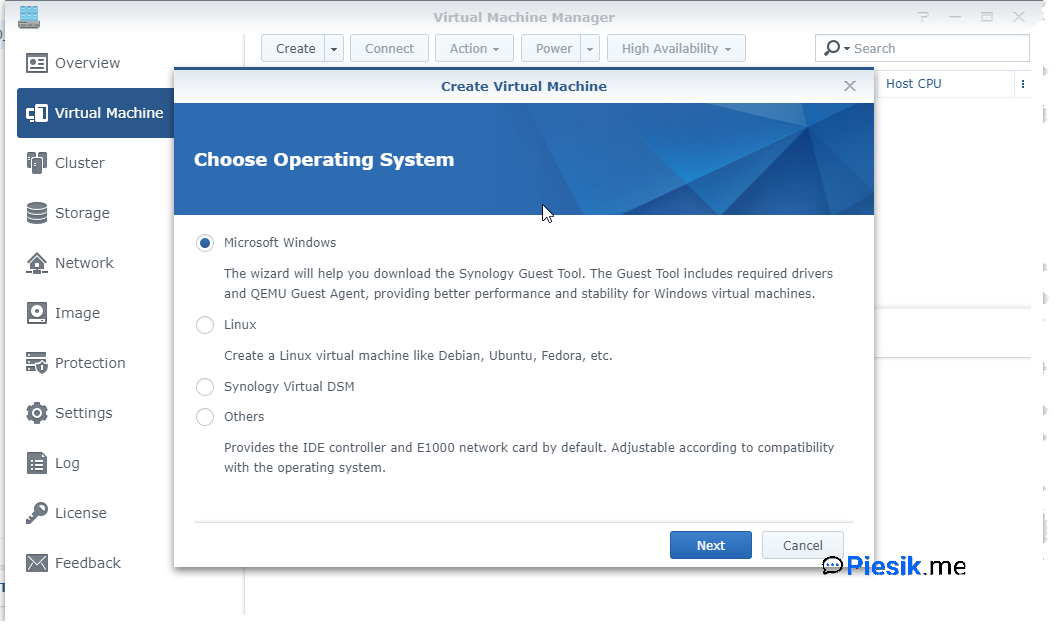 Virtual Machine Manager
Overview
Virtual Machine
Cluster
Storage
Network
Image
Protection
Settings
Log
License
Feedback
Create
Connect
Action
Power
High Availability
Search
Host CPU
Create Virtual Machine
Choose Operating System
Microsoft Windows
The wizard will help you download the Synology Guest Tool. The Guest Tool includes required drivers
and QEMU Guest Agent, providing better performance and stability for Windows virtual machines.
Linux
Create a Linux virtual machine like Debian, Ubuntu, Fedora, etc.
Synology Virtual DSM
Others
Provides the IDE controller and E1000 network card by default. Adjustable according to compatibility
with the operating system.
Next
Cancel
Piesik.me